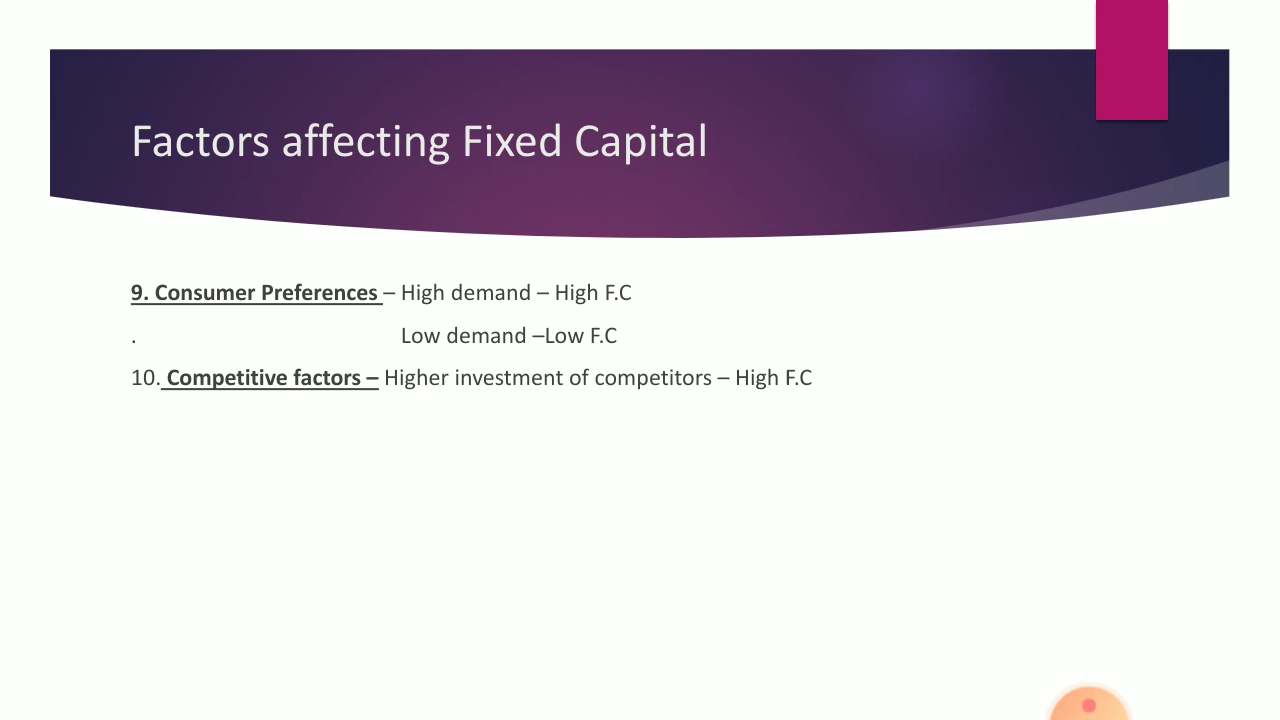 Factors affecting Fixed Capital
9. Consumer Preferences – High demand – High F.C
. Low demand –Low F.C
10. Competitive factors – Higher investment of competitors – High F.C